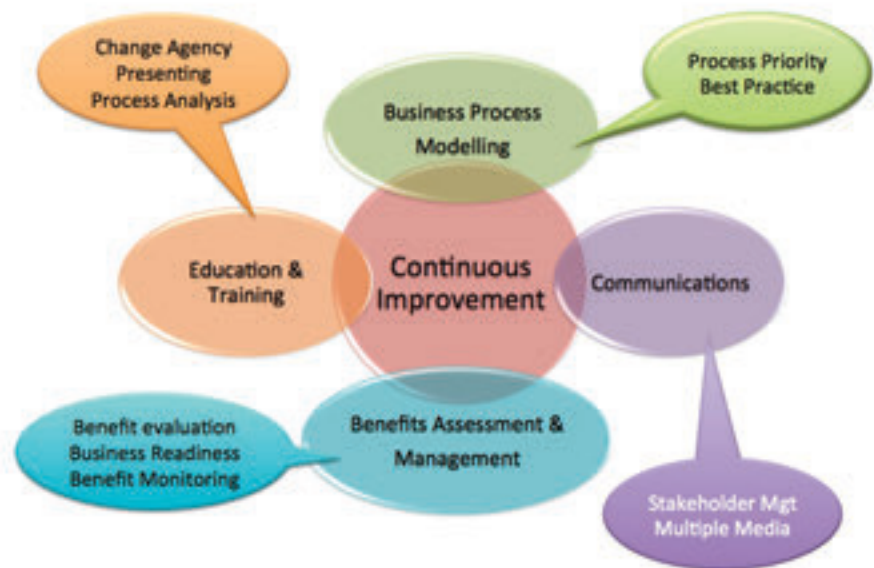 Change Agency
Presenting
Process Analysis
Process Priority
Best Practice
Business Process
Modelling
Education &
Training
Continuous
Improvement
Communications
Benefits Assessment &
Management
Benefit evaluation
Business Readiness
Benefit Monitoring
Stakeholder Mgt
Multiple Media